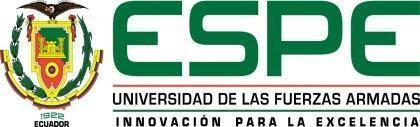 ESPE
UNIVERSIDAD DE LAS FUERZAS ARMADAS
INNOVACIÓN PARA LA EXCELENCIA
1922
ECUADOR